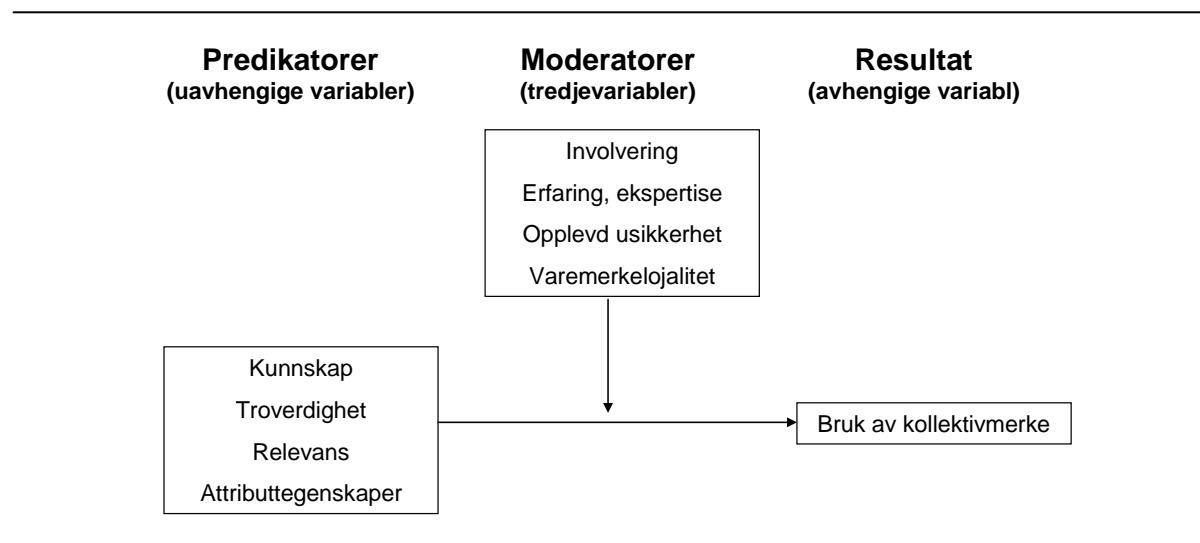 Predikatorer
(uavhengige variabler)
Moderatorer
(tredjevariabler)
Resultat
(avhengige variabl)
Involvering
Erfaring, ekspertise
Opplevd usikkerhet
Varemerkelojalitet
Kunnskap
Troverdighet
Relevans
Attributtegenskaper
Bruk av kollektivmerke